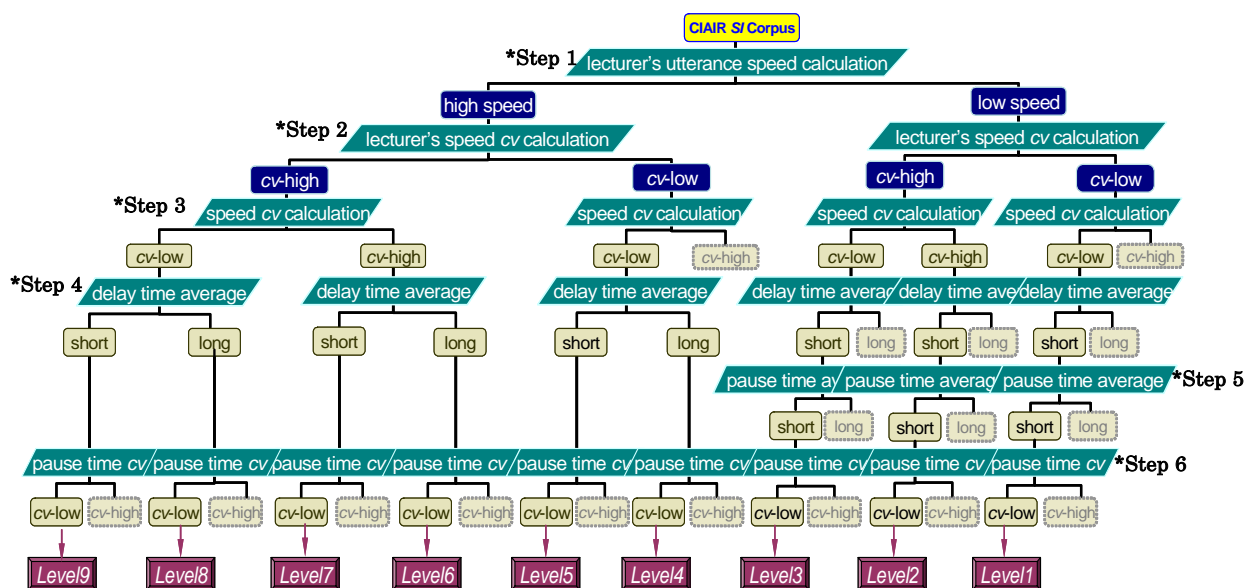 CIAIR SI Corpus
*Step 1
lecturer's utterance speed calculation
high speed
low speed
*Step 2
lecturer's speed cv calculation
lecturer's speed cv calculation
cv-high
cv-low
cv-high
cv-low
*Step 3
speed cv calculation
speed cv calculation
speed cv calculation
speed cv calculation
cv-low
cv-high
cv-low
cv-high
cv-low
cv-high
cv-low
cv-high
*Step 4
delay time average
delay time average
delay time average
delay time averag
delay time ave
delay time average
short
long
short
long
short
long
short
long
short
long
short
long
pause time av
pause time averag
pause time average
*Step 5
short
long
short
long
short
long
pause time cv
pause time cv
pause time cv
pause time cv
pause time cv
pause time cv
pause time cv
pause time cv
pause time cv
*Step 6
cv-low
cv-high
cv-low
cv-high
cv-low
cv-high
cv-low
cv-high
cv-low
cv-high
cv-low
cv-high
cv-low
cv-high
cv-low
cv-high
cv-low
cv-high
Level9
Level8
Level7
Level6
Level5
Level4
Level3
Level2
Level1